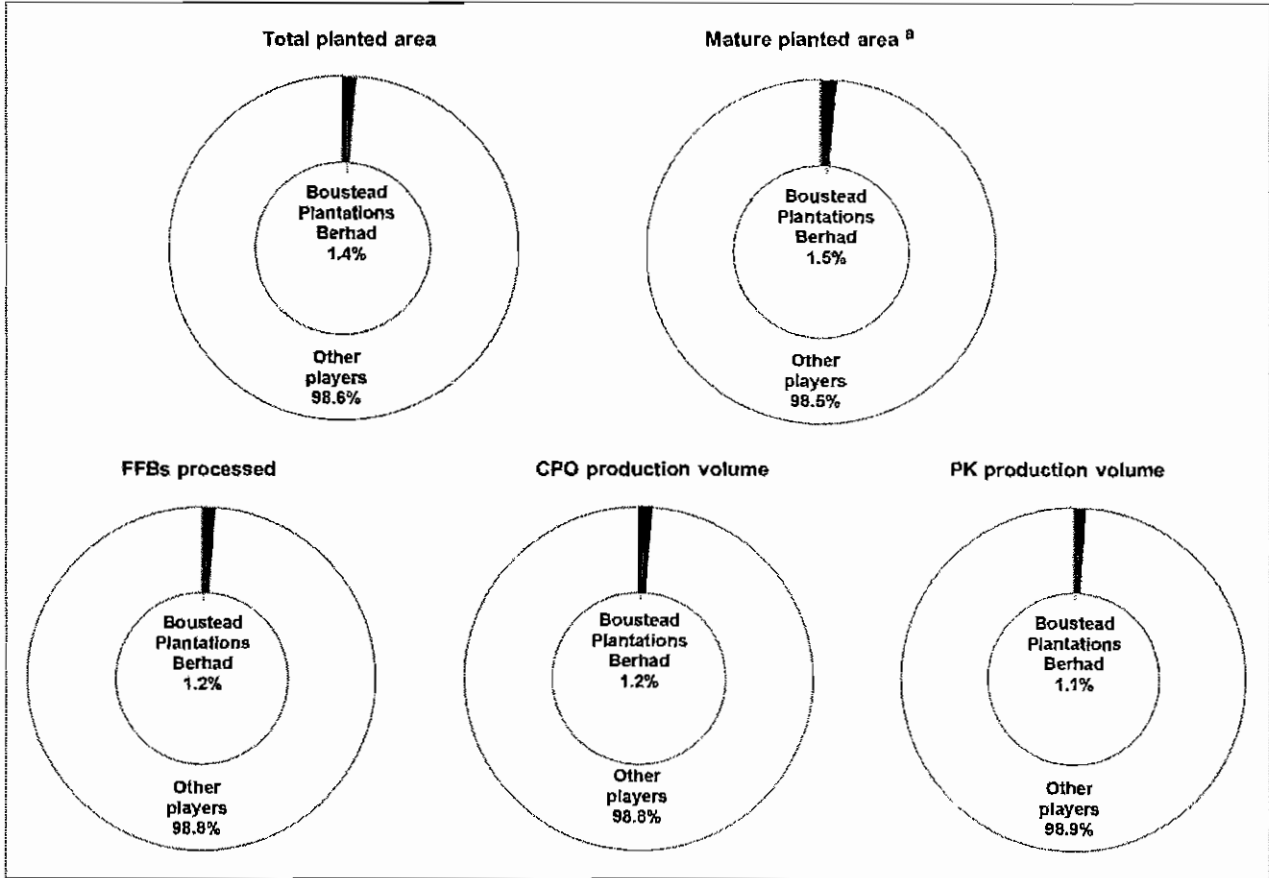 Total planted area
Boustead
Plantations
Berhad
1.4%
Other
players
98.6%
Mature planted area a
Boustead
Plantations
Berhad
1.5%
Other
players
98.5%
FFBs processed
Boustead
Plantations
Berhad
1.2%
Other
players
98.8%
CPO production volume
Boustead
Plantations
Berhad
1.2%
Other
players
98.8%
PK production volume
Boustead
Plantations
Berhad
1.1%
Other
players
98.9%